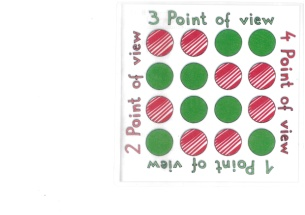 3 Point of view
4 Point of view
2 Point of view
1 Point of view